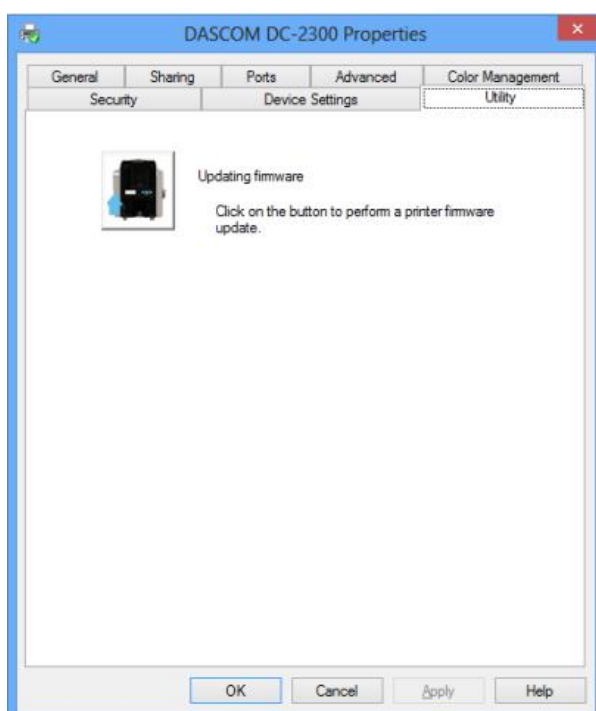 DASCOM DC-2300 Properties
General Sharing Ports Advanced Color Management
Security Device Settings Utility
Updating firmware
Click on the button to perform a printer firmware
update.
OK Cancel Apply Help